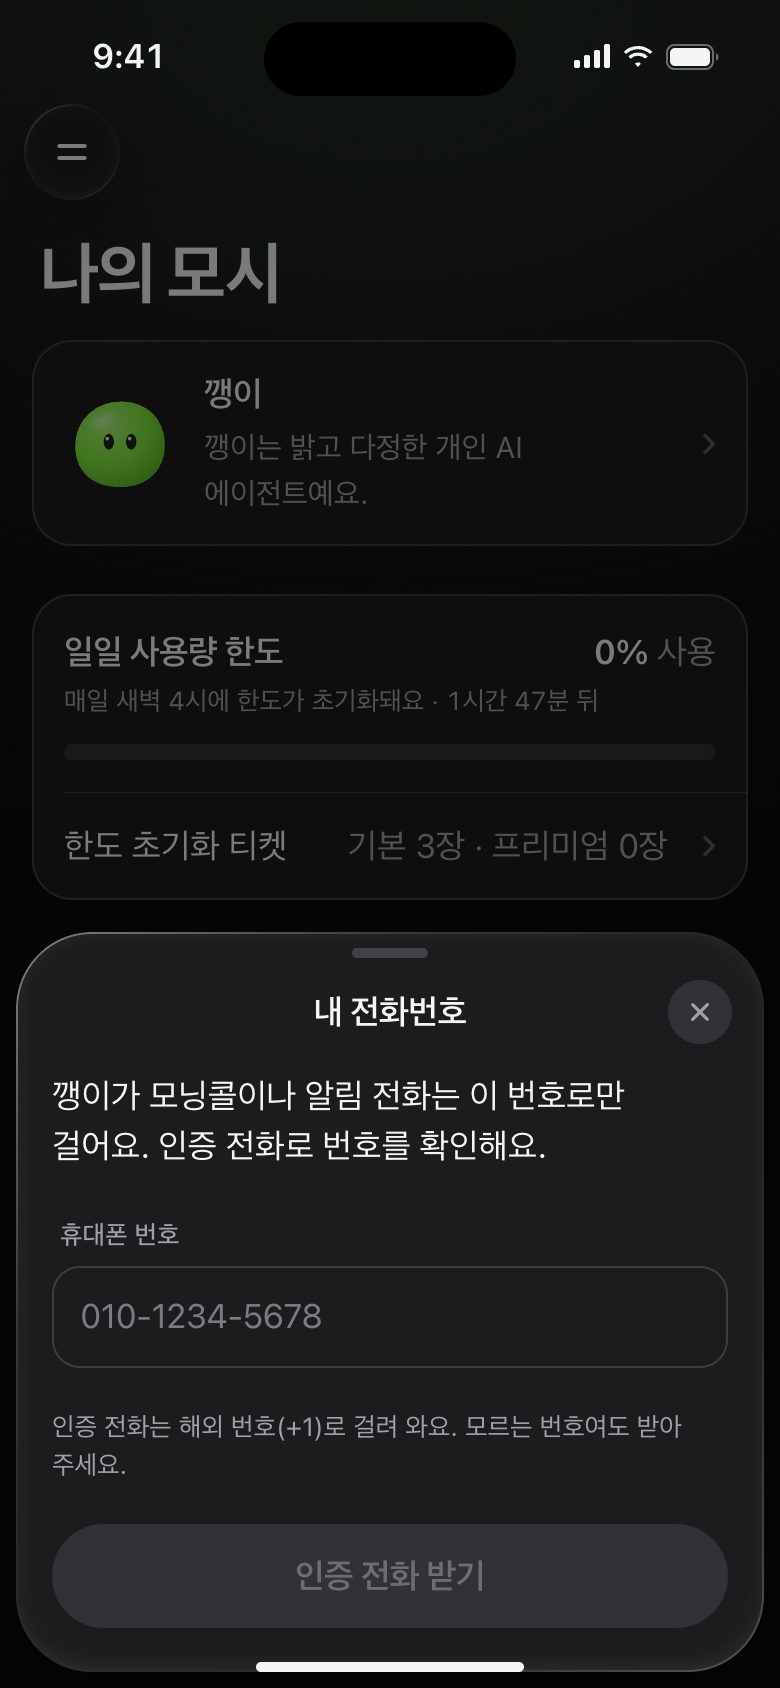 9:41
나의 모시
깽이
깽이는 밝고 다정한 개인 AI
에이전트예요.
일일 사용량 한도
0% 사용
매일 새벽 4시에 한도가 초기화돼요 · 1시간 47분 뒤
한도 초기화 티켓
기본 3장 · 프리미엄 0장
내 전화번호
깽이가 모닝콜이나 알림 전화는 이 번호로만
걸어요. 인증 전화로 번호를 확인해요.
휴대폰 번호
010-1234-5678
인증 전화는 해외 번호(+1)로 걸려 와요. 모르는 번호여도 받아
주세요.
인증 전화 받기